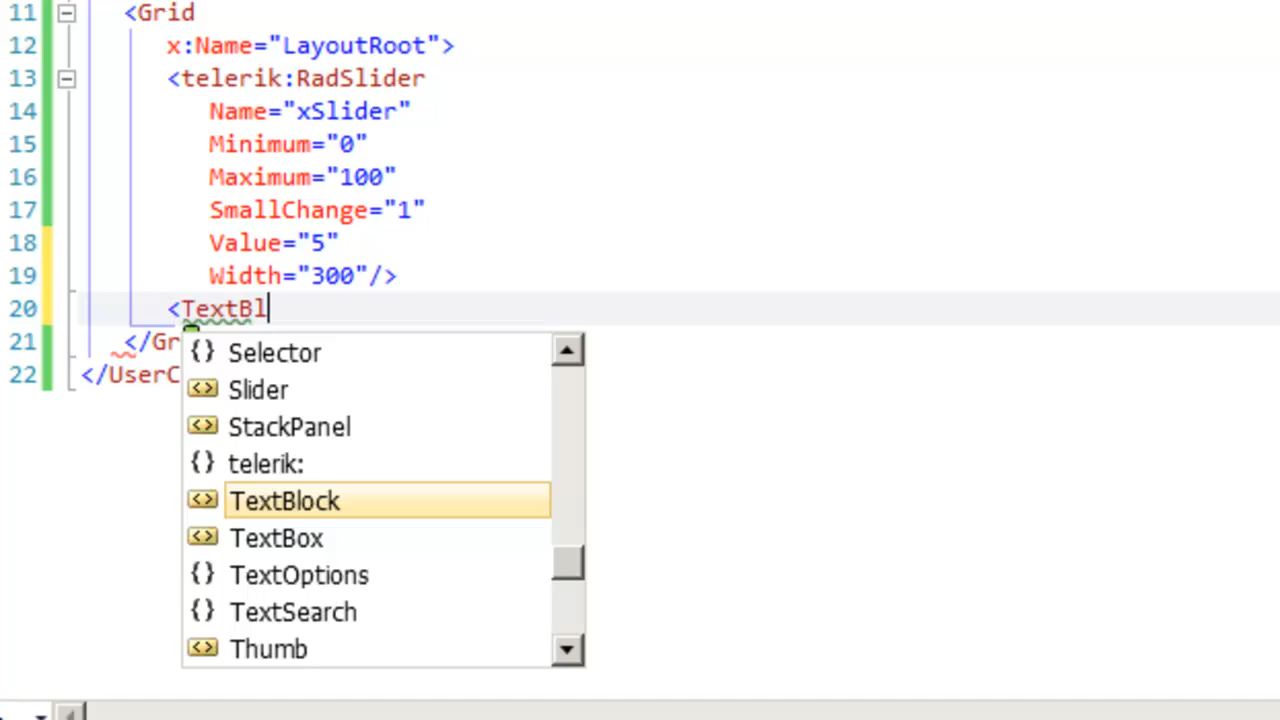 11 <Grid
12 x:Name="LayoutRoot">
13 <telerik:RadSlider
14 Name="xSlider"
15 Minimum="0"
16 Maximum="100"
17 SmallChange="1"
18 Value="5"
19 Width="300"/>
20 <TextBl
21 </Gr
22 </UserC
{} Selector
<> Slider
<> StackPanel
{} telerik:
<> TextBlock
<> TextBox
{} TextOptions
{} TextSearch
<> Thumb